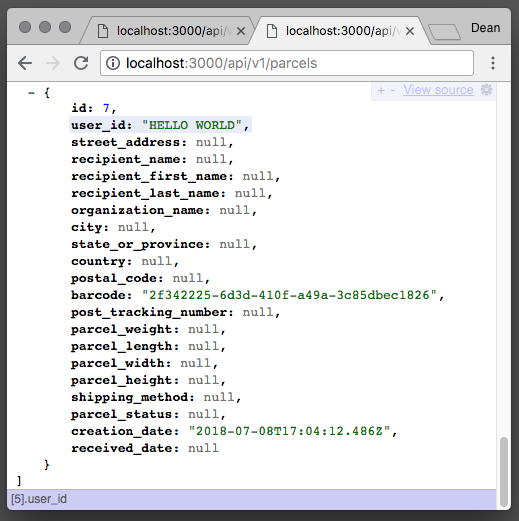 localhost:3000/api/v
localhost:3000/api/v
Dean
localhost:3000/api/v1/parcels
+ - View source
- {
id: 7,
user_id: "HELLO WORLD",
street_address: null,
recipient_name: null,
recipient_first_name: null,
recipient_last_name: null,
organization_name: null,
city: null,
state_or_province: null,
country: null,
postal_code: null,
barcode: "2f342225-6d3d-410f-a49a-3c85dbec1826",
post_tracking_number: null,
parcel_weight: null,
parcel_length: null,
parcel_width: null,
parcel_height: null,
shipping_method: null,
parcel_status: null,
creation_date: "2018-07-08T17:04:12.486Z",
received_date: null
}
]
[5].user_id